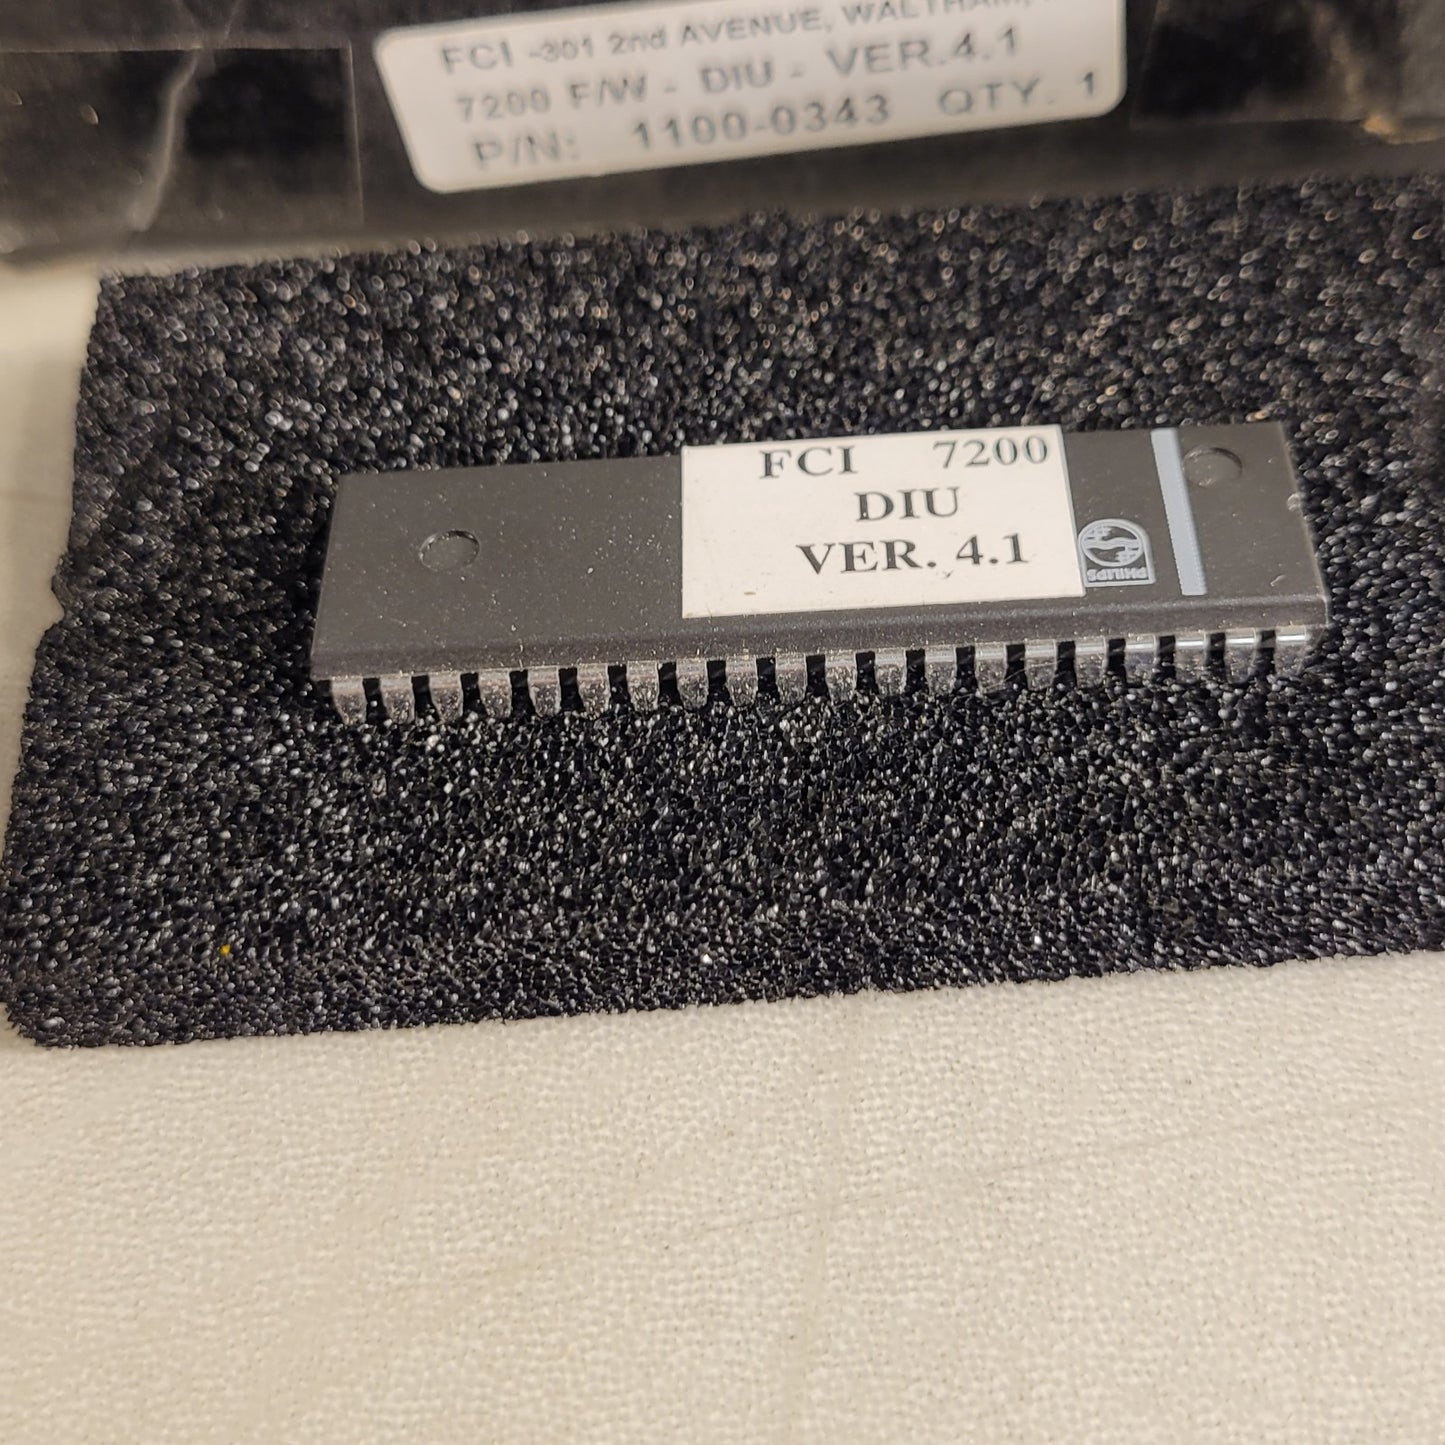 FCI -301 2nd AVENUE, WALTHAM,
7200 F/W - DIU - VER.4.1
P/N: 1100-0343 QTY. 1
FCI 7200
DIU
VER. 4.1
PHILIPS